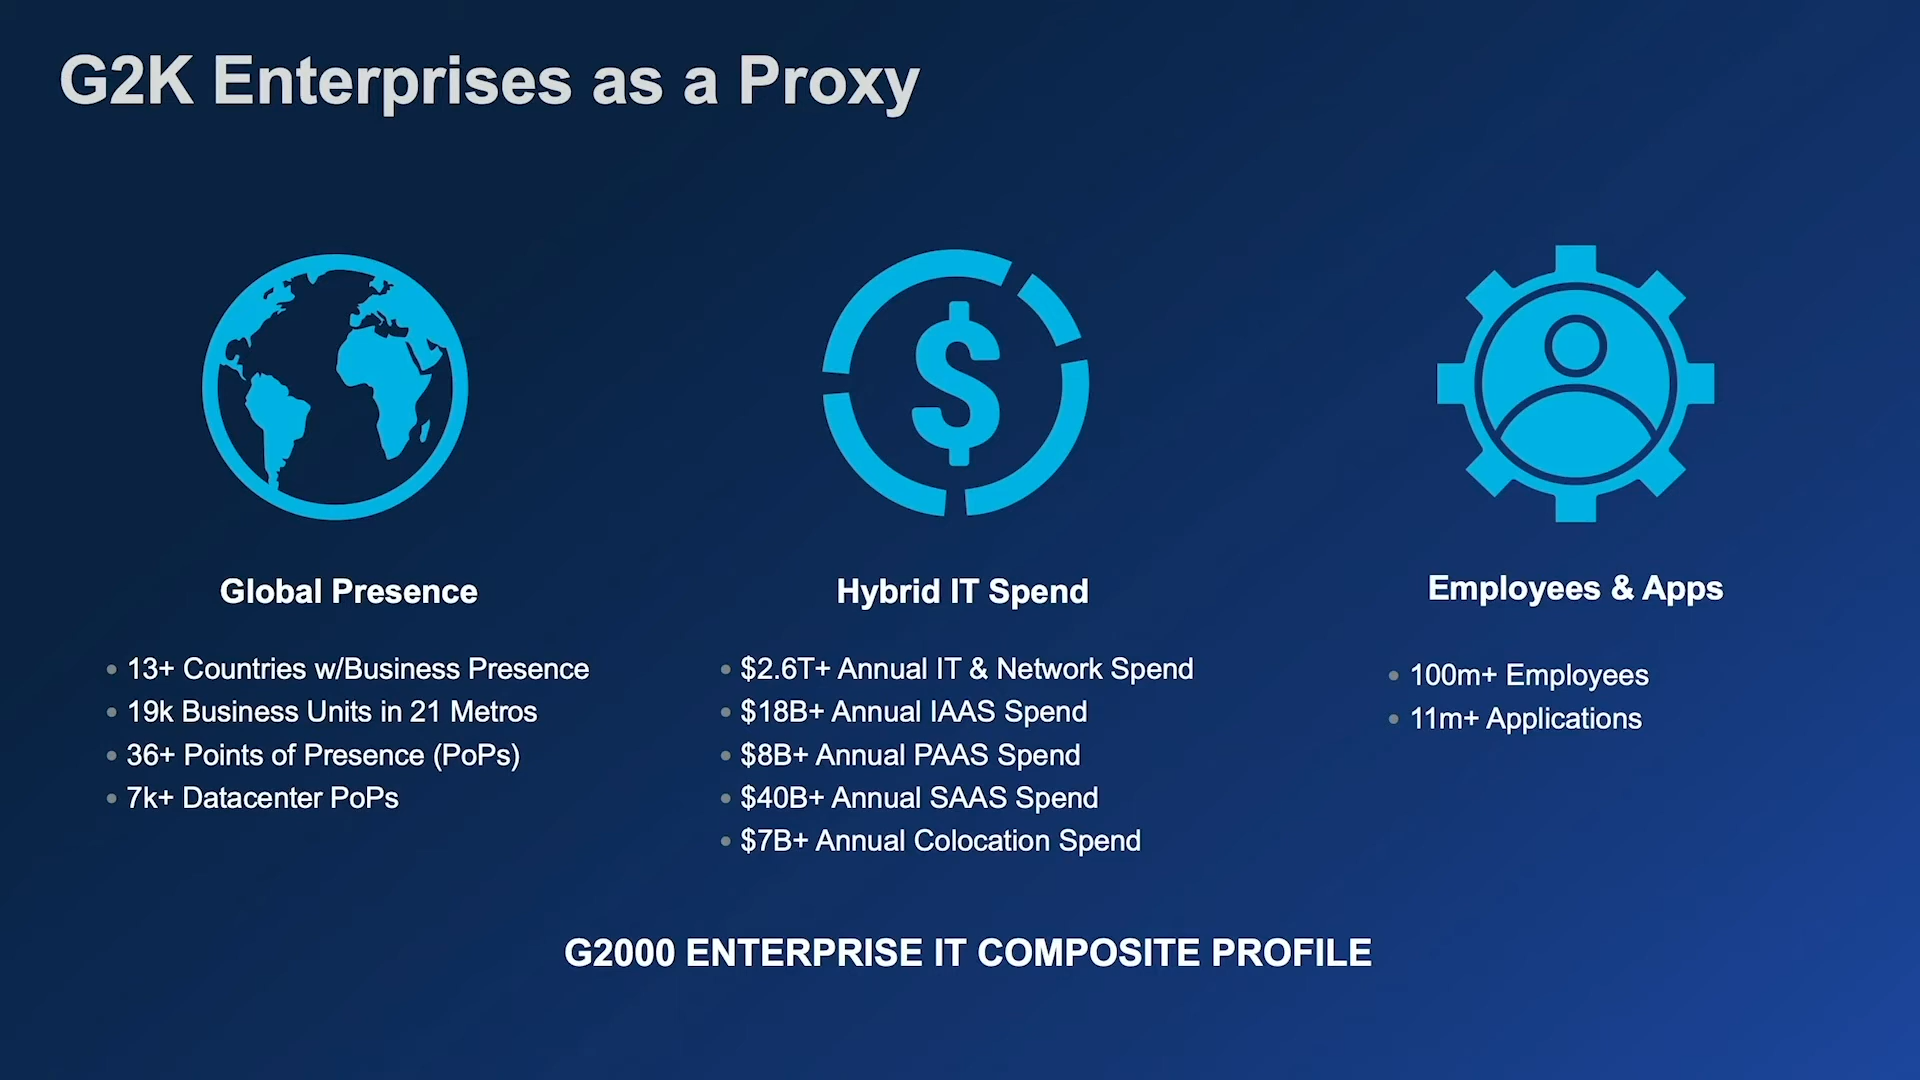 G2K Enterprises as a Proxy
Global Presence
• 13+ Countries w/Business Presence
• 19k Business Units in 21 Metros
• 36+ Points of Presence (PoPs)
• 7k+ Datacenter PoPs
$
Hybrid IT Spend
• $2.6T+ Annual IT & Network Spend
• $18B+ Annual IAAS Spend
• $8B+ Annual PAAS Spend
• $40B+ Annual SAAS Spend
• $7B+ Annual Colocation Spend
Employees & Apps
• 100m+ Employees
• 11m+ Applications
G2000 ENTERPRISE IT COMPOSITE PROFILE